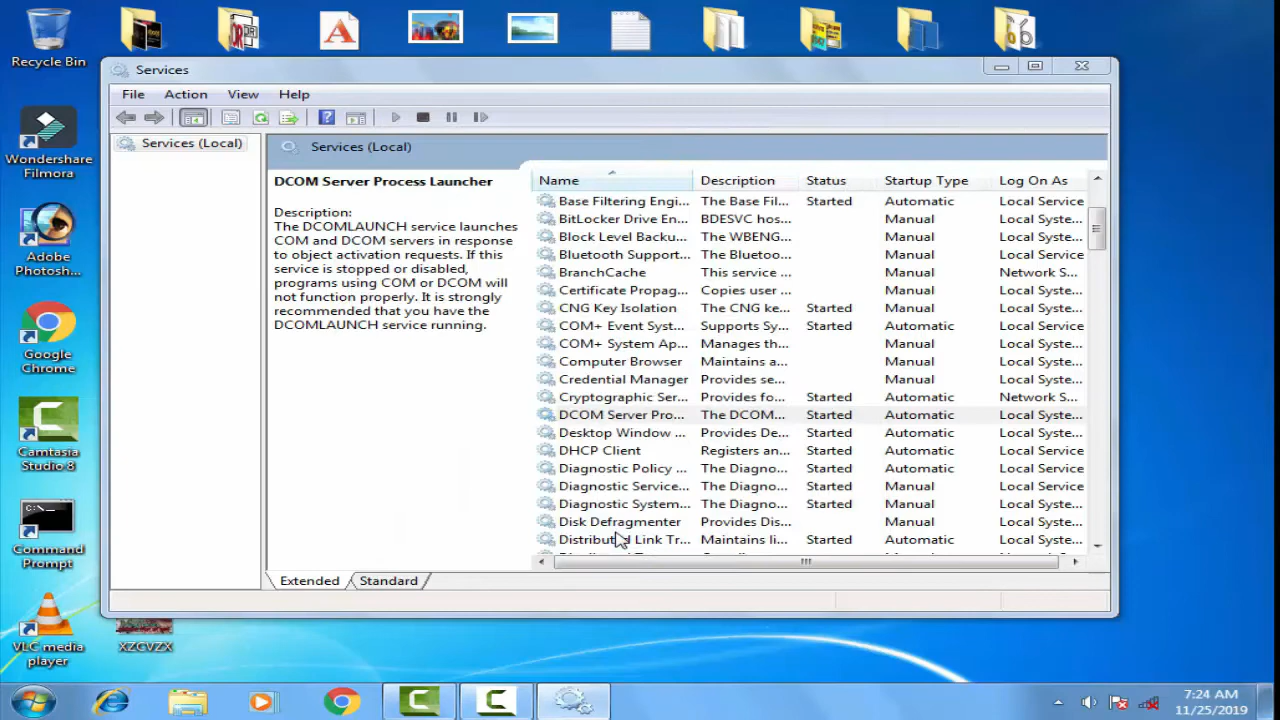 Recycle Bin
Wondershare
Filmora
Adobe
Photosh...
Google
Chrome
Camtasia
Studio 8
Command
Prompt
VLC media
player
XZCVZX
Services
File Action View Help
Services (Local)
Services (Local)
DCOM Server Process Launcher
Description:
The DCOMLAUNCH service launches
COM and DCOM servers in response
to object activation requests. If this
service is stopped or disabled,
programs using COM or DCOM will
not function properly. It is strongly
recommended that you have the
DCOMLAUNCH service running.
Name Description Status Startup Type Log On As
Base Filtering Engi... The Base Fil... Started Automatic Local Service
BitLocker Drive En... BDESVC hos... Manual Local Syste...
Block Level Backu... The WBENG... Manual Local Syste...
Bluetooth Support... The Bluetoo... Manual Local Service
BranchCache This service ... Manual Network S...
Certificate Propag... Copies user ... Manual Local Syste...
CNG Key Isolation The CNG ke... Started Manual Local Syste...
COM+ Event Syst... Supports Sy... Started Automatic Local Service
COM+ System Ap... Manages th... Manual Local Syste...
Computer Browser Maintains a... Manual Local Syste...
Credential Manager Provides se... Manual Local Syste...
Cryptographic Ser... Provides fo... Started Automatic Network S...
DCOM Server Pro... The DCOM... Started Automatic Local Syste...
Desktop Window ... Provides De... Started Automatic Local Syste...
DHCP Client Registers an... Started Automatic Local Service
Diagnostic Policy ... The Diagno... Started Automatic Local Service
Diagnostic Service... The Diagno... Started Manual Local Service
Diagnostic System... The Diagno... Started Manual Local Syste...
Disk Defragmenter Provides Dis... Manual Local Syste...
Distributed Link Tr... Maintains li... Started Automatic Local Syste...
Extended Standard
7:24 AM
11/25/2019